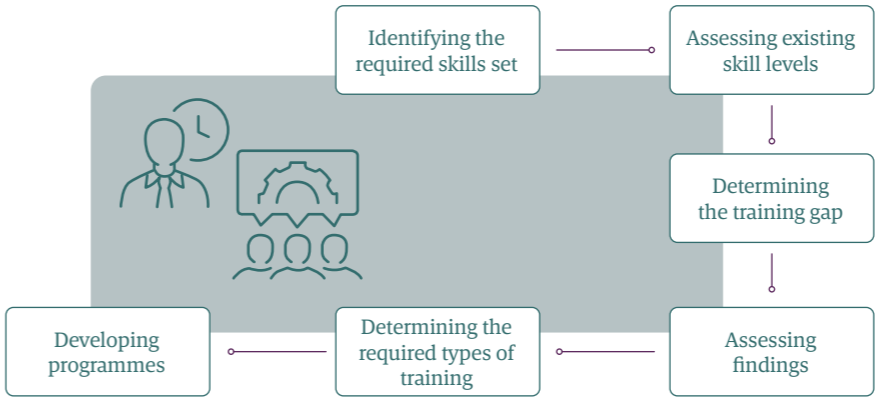 Identifying the
required skills set
Assessing existing
skill levels
Determining
the training gap
Assessing
findings
Determining the
required types of
training
Developing
programmes